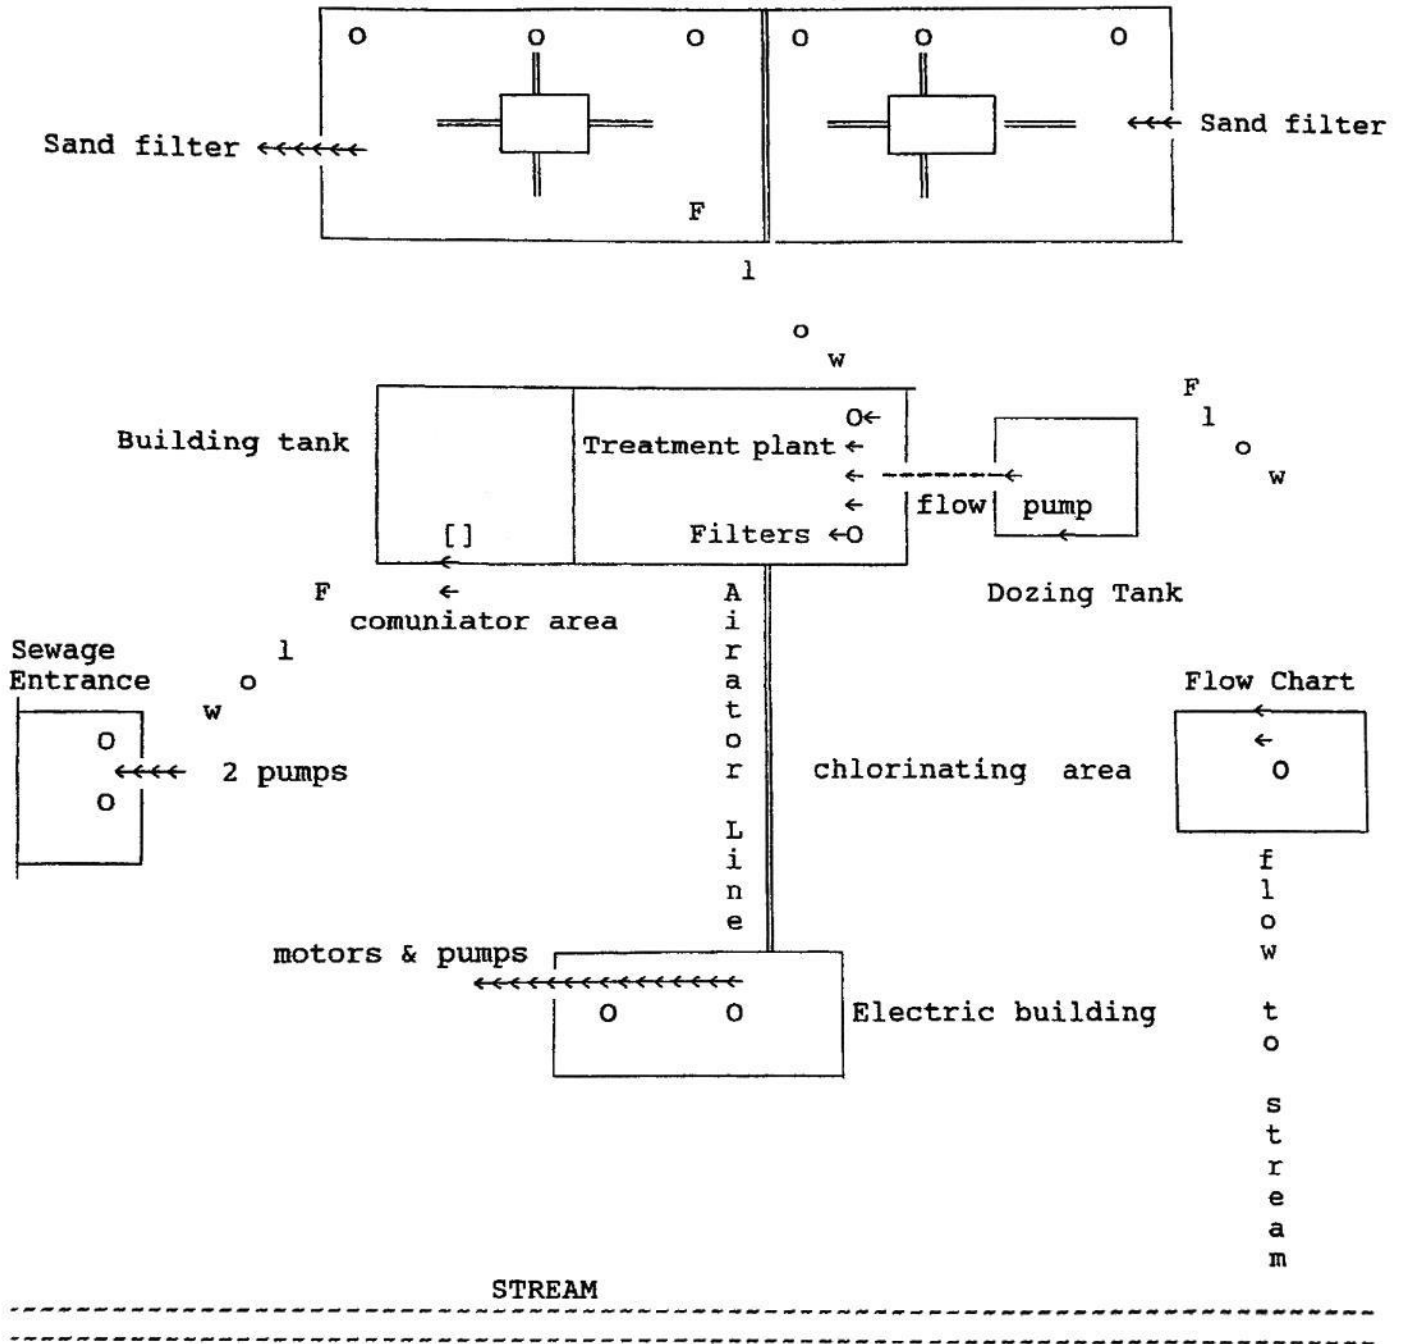 O O O O O O
Sand filter
Sand filter
F
l
o
w
Building tank
Treatment plant
O
Filters O
flow
pump
Dozing Tank
F
l
o
w
[]
comuniator area
F
l
o
w
Sewage
Entrance
O
2 pumps
O
Airator Line
Flow Chart
chlorinating area
O
flow to stream
motors & pumps
O O
Electric building
STREAM